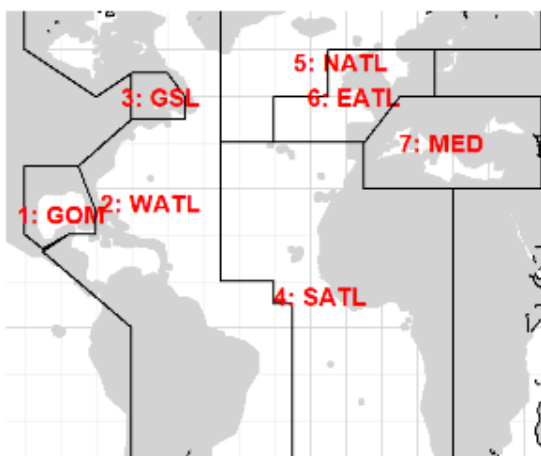 5: NATL
3: GSL
6: EATL
7: MED
1: GOM
2: WATL
4: SATL